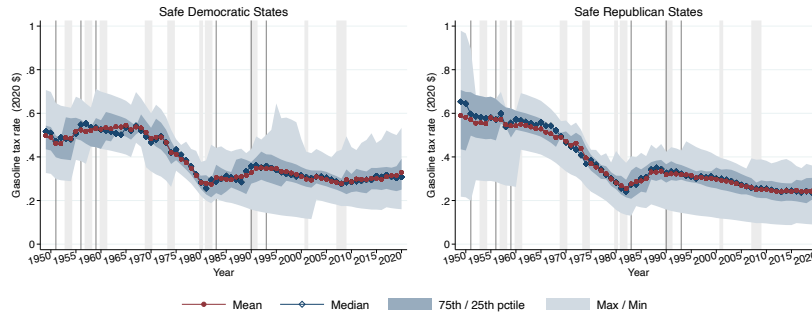 Safe Democratic States
Gasoline tax rate (2020 $)
1
.8
.6
.4
.2
0
1950 1955 1960 1965 1970 1975 1980 1985 1990 1995 2000 2005 2010 2015 2020
Year
Safe Republican States
Gasoline tax rate (2020 $)
1
.8
.6
.4
.2
0
1950 1955 1960 1965 1970 1975 1980 1985 1990 1995 2000 2005 2010 2015 2020
Year
Mean Median 75th / 25th pctile Max / Min